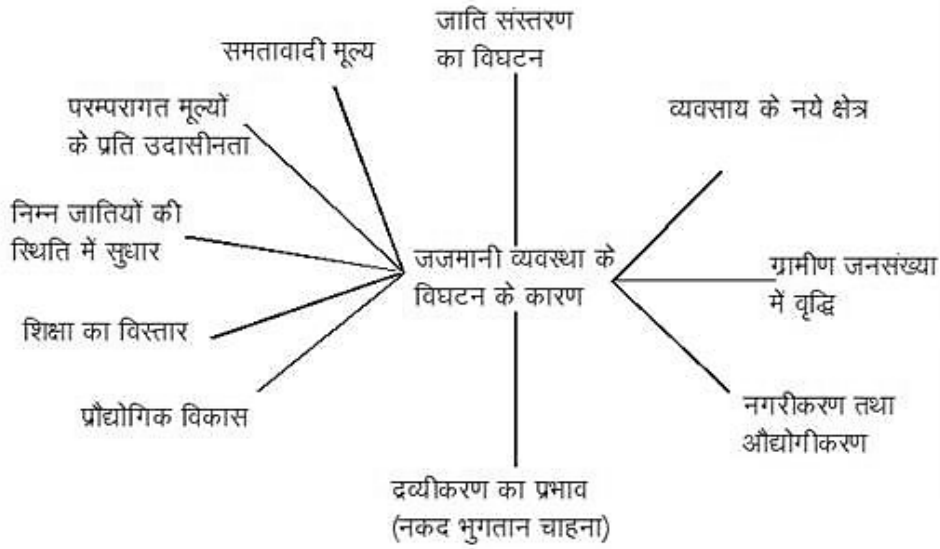 जाति संस्तरण
का विघटन
समतावादी मूल्य
व्यवसाय के नये क्षेत्र
परम्परागत मूल्यों
के प्रति उदासीनता
निम्न जातियों की
स्थिति में सुधार
जजमानी व्यवस्था के
विघटन के कारण
ग्रामीण जनसंख्या
में वृद्धि
शिक्षा का विस्तार
प्रौद्योगिक विकास
नगरीकरण तथा
औद्योगीकरण
द्रव्यीकरण का प्रभाव
(नकद भुगतान चाहना)